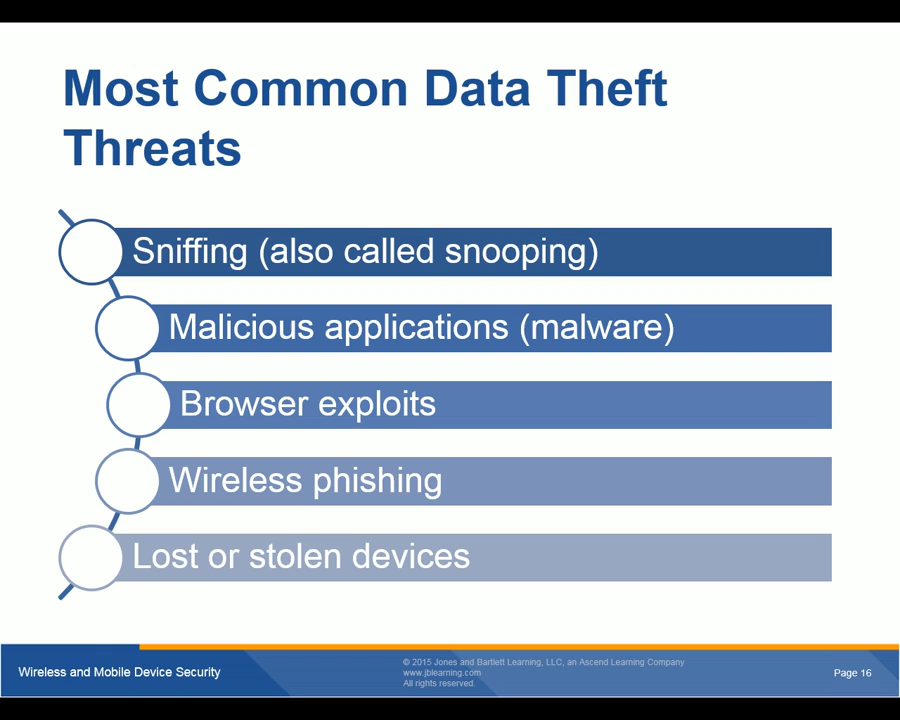 Most Common Data Theft
Threats
Sniffing (also called snooping)
Malicious applications (malware)
Browser exploits
Wireless phishing
Lost or stolen devices
Wireless and Mobile Device Security
© 2015 Jones and Bartlett Learning, LLC, an Ascend Learning Company
www.jblearning.com
All rights reserved.
Page 16